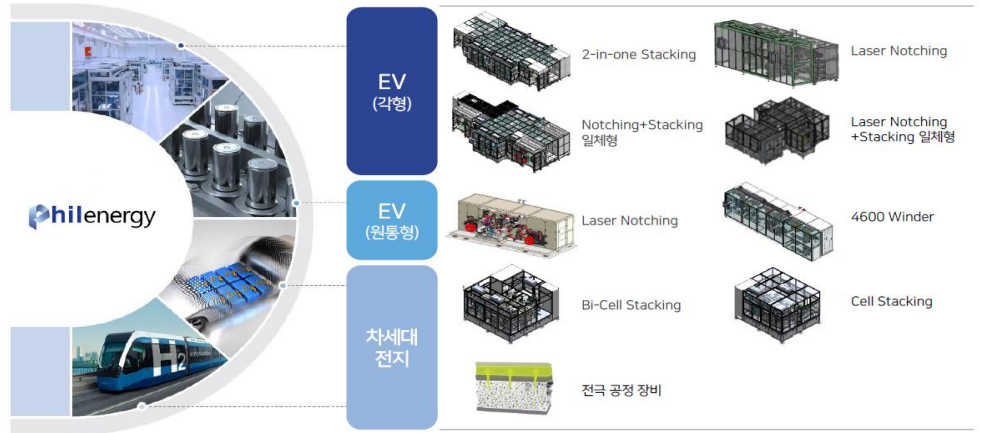 philenergy
EV
(각형)
2-in-one Stacking
Laser Notching
Notching+Stacking
일체형
Laser Notching
+Stacking 일체형
EV
(원통형)
Laser Notching
4600 Winder
차세대
전지
Bi-Cell Stacking
Cell Stacking
전극 공정 장비
H2